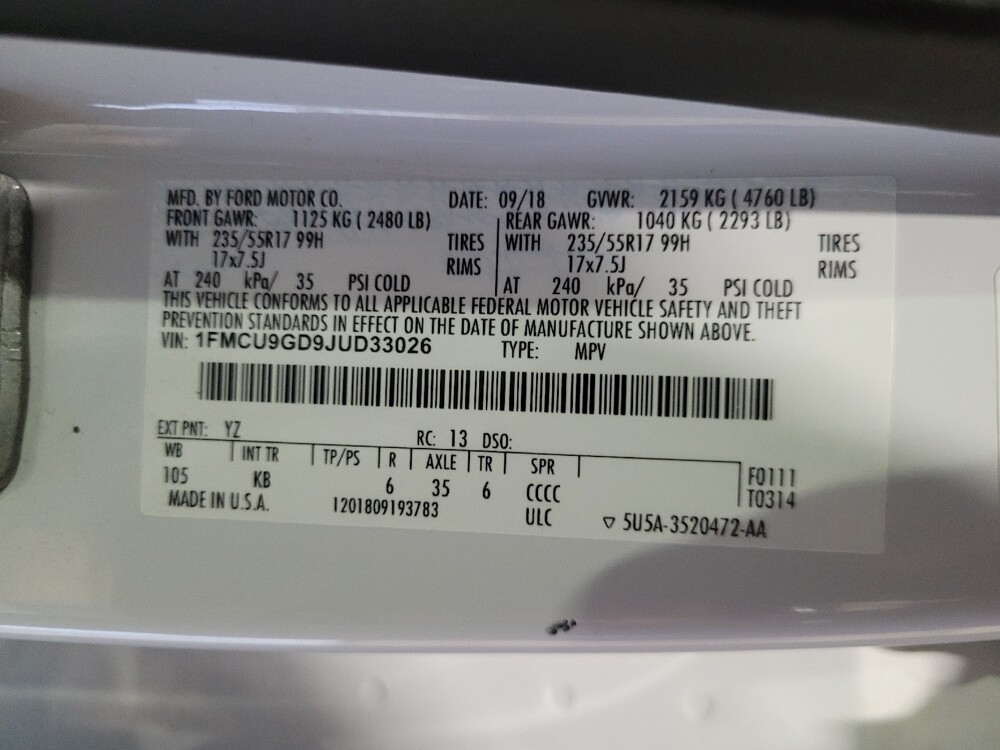 MFD. BY FORD MOTOR CO. DATE: 09/18 GVWR: 2159 KG ( 4760 LB)
FRONT GAWR: 1125 KG ( 2480 LB) REAR GAWR: 1040 KG ( 2293 LB)
WITH 235/55R17 99H TIRES WITH 235/55R17 99H TIRES
17x7.5J RIMS 17x7.5J RIMS
AT 240 kPa/ 35 PSI COLD AT 240 kPa/ 35 PSI COLD
THIS VEHICLE CONFORMS TO ALL APPLICABLE FEDERAL MOTOR VEHICLE SAFETY AND THEFT
PREVENTION STANDARDS IN EFFECT ON THE DATE OF MANUFACTURE SHOWN ABOVE.
VIN: 1FMCU9GD9JUD33026 TYPE: MPV
EXT PNT: YZ RC: 13 DSO:
WB INT TR TP/PS R AXLE TR SPR F0111
105 KB 6 35 6 CCCC T0314
MADE IN U.S.A. 1201809193783 ULC ▽ 5U5A-3520472-AA